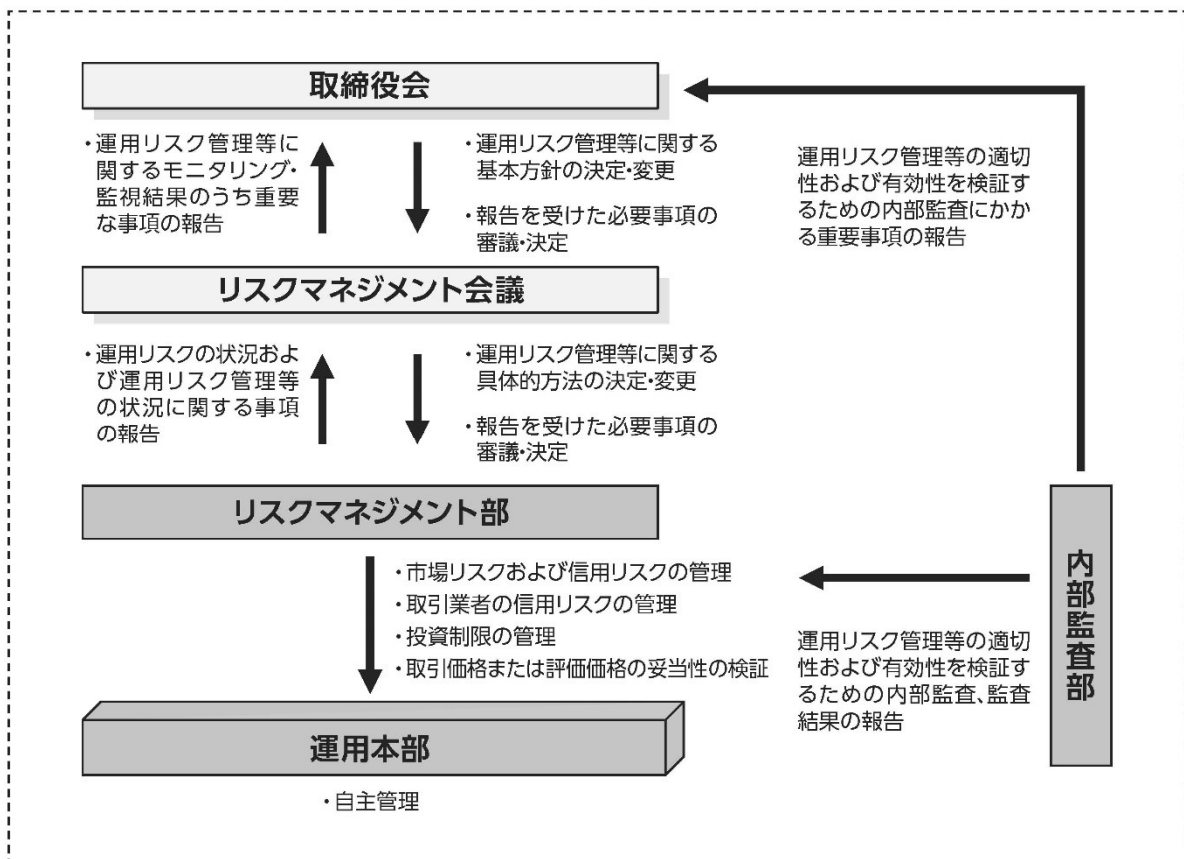 取締役会
・運用リスク管理等に
関するモニタリング・
監視結果のうち重要
な事項の報告
・運用リスク管理等に関する
基本方針の決定・変更
・報告を受けた必要事項の
審議・決定
運用リスク管理等の適切
性および有効性を検証す
るための内部監査にかか
る重要事項の報告
リスクマネジメント会議
・運用リスクの状況およ
び運用リスク管理等
の状況に関する事項
の報告
・運用リスク管理等に関する
具体的方法の決定・変更
・報告を受けた必要事項の
審議・決定
リスクマネジメント部
・市場リスクおよび信用リスクの管理
・取引業者の信用リスクの管理
・投資制限の管理
・取引価格または評価価格の妥当性の検証
運用リスク管理等の適切
性および有効性を検証す
るための内部監査、監査
結果の報告
内部監査部
運用本部
・自主管理